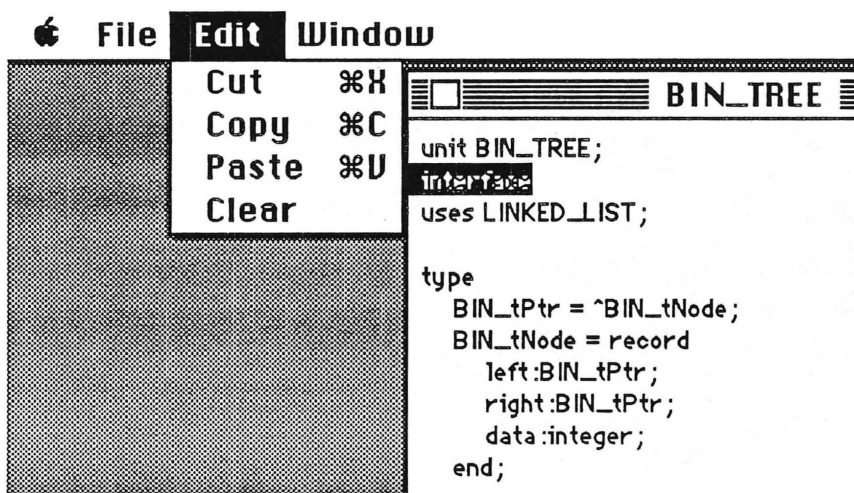 File Edit Window
Cut ⌘X
Copy ⌘C
Paste ⌘V
Clear
BIN_TREE
unit BIN_TREE;
interface
uses LINKED_LIST;
type
BIN_tPtr = ^BIN_tNode;
BIN_tNode = record
left:BIN_tPtr;
right:BIN_tPtr;
data:integer;
end;